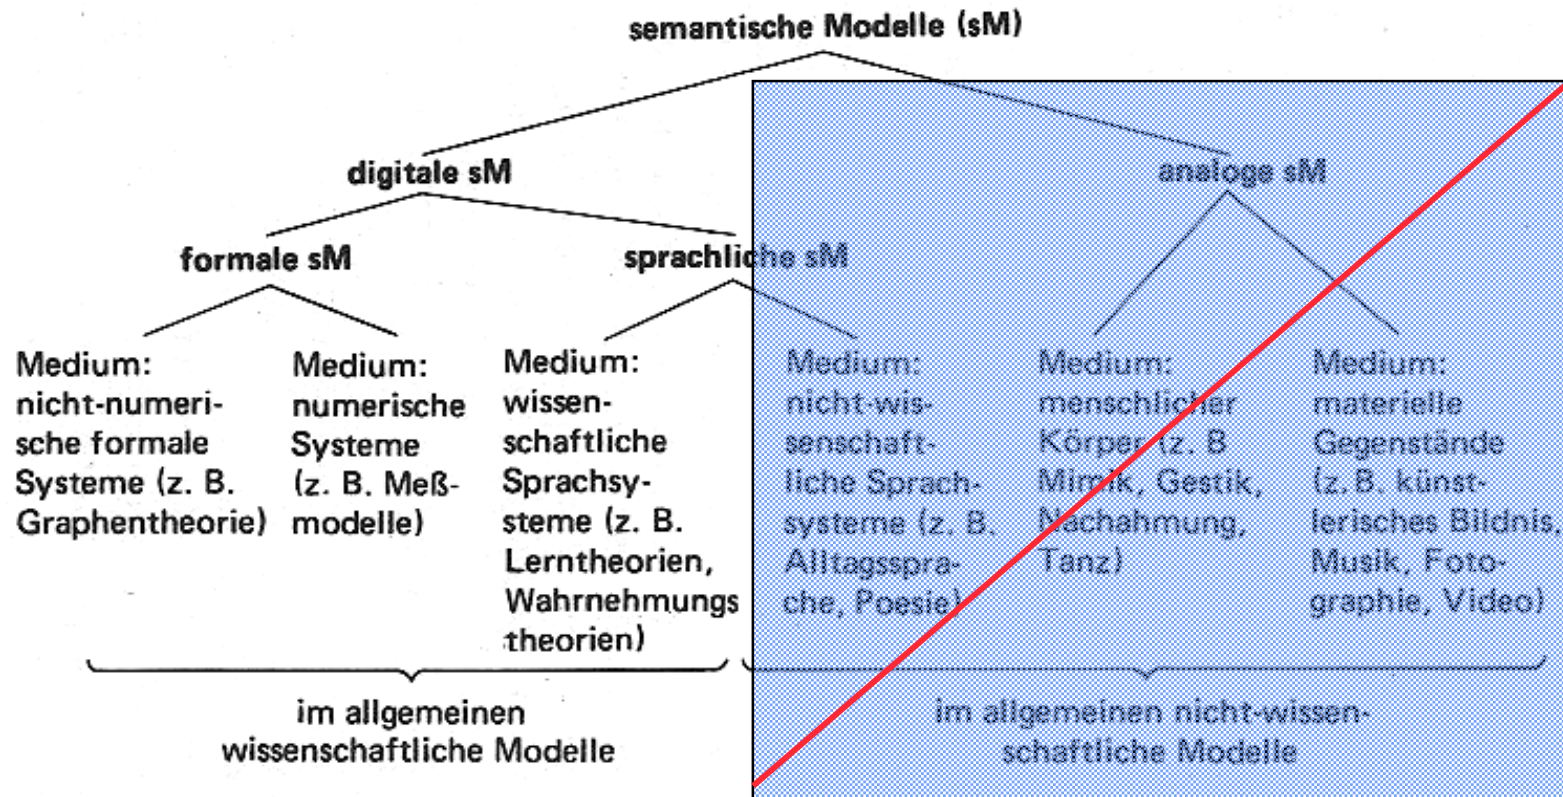 semantische Modelle (sM)
digitale sM
analoge sM
formale sM
sprachliche sM
Medium:
nicht-numeri-
sche formale
Systeme (z. B.
Graphentheorie)
Medium:
numerische
Systeme
(z. B. Meß-
modelle)
Medium:
wissen-
schaftliche
Sprachsy-
steme (z. B.
Lerntheorien,
Wahrnehmungs
theorien)
Medium:
nicht-wis-
senschaft-
liche Sprach-
systeme (z. B.
Alltagsspra-
che, Poesie)
Medium:
menschlicher
Körper (z. B
Mimik, Gestik,
Nachahmung,
Tanz)
Medium:
materielle
Gegenstände
(z. B. künst-
lerisches Bildnis,
Musik, Foto-
graphie, Video)
im allgemeinen
wissenschaftliche Modelle
im allgemeinen nicht-wissen-
schaftliche Modelle